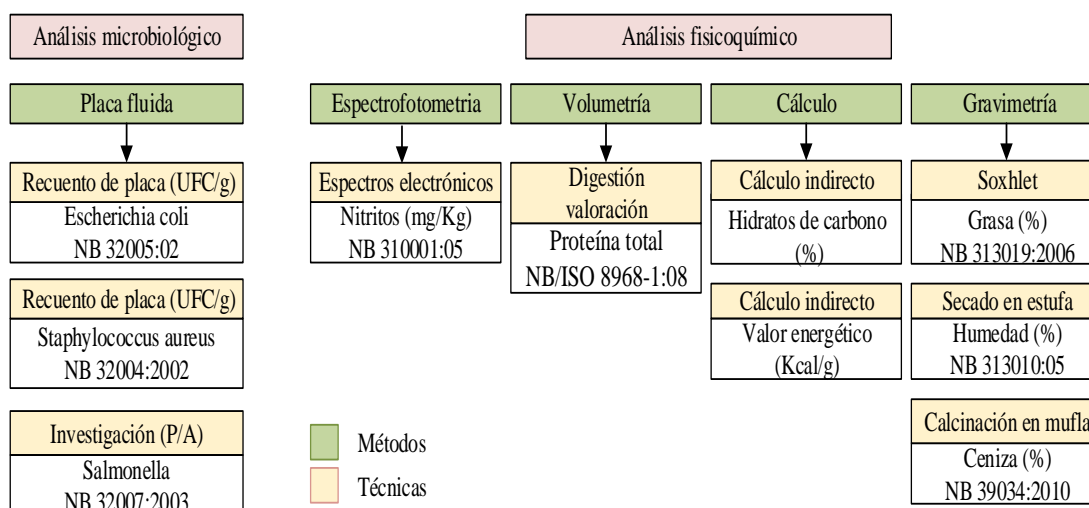 Análisis microbiológico
Placa fluida
Recuento de placa (UFC/g)
Escherichia coli
NB 32005:02
Recuento de placa (UFC/g)
Staphylococcus aureus
NB 32004:2002
Investigación (P/A)
Salmonella
NB 32007:2003
Análisis fisicoquímico
Espectrofotometria
Espectros electrónicos
Nitritos (mg/Kg)
NB 310001:05
Volumetría
Digestión
valoración
Proteína total
NB/ISO 8968-1:08
Cálculo
Cálculo indirecto
Hidratos de carbono
(%)
Cálculo indirecto
Valor energético
(Kcal/g)
Gravimetría
Soxhlet
Grasa (%)
NB 313019:2006
Secado en estufa
Humedad (%)
NB 313010:05
Calcinación en mufla
Ceniza (%)
NB 39034:2010
Métodos
Técnicas